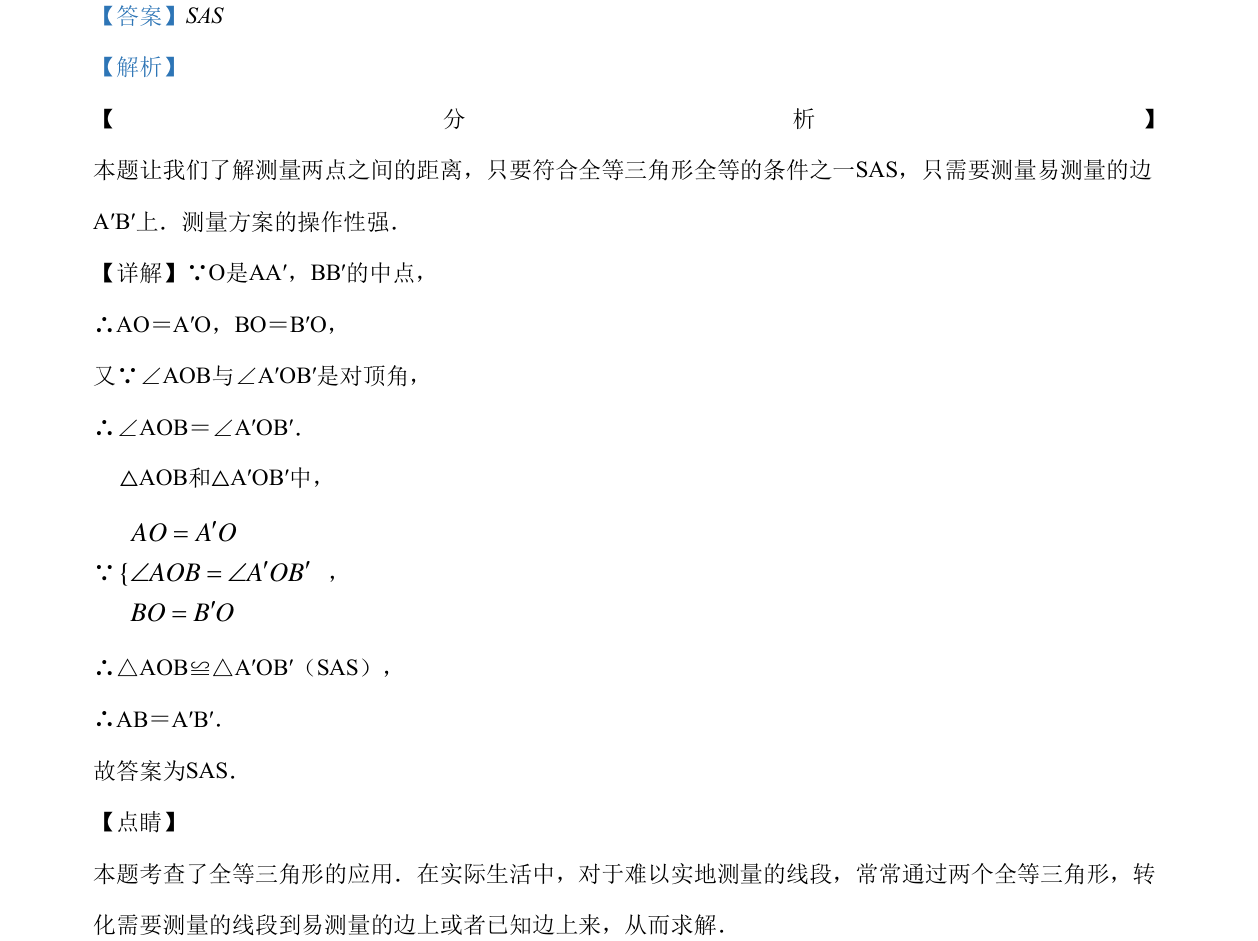 【答案】SAS
【解析】
【分析】
本题让我们了解测量两点之间的距离，只要符合全等三角形全等的条件之一SAS，只需要测量易测量的边
A′B′上．测量方案的操作性强．
【详解】∵O是AA′，BB′的中点，
∴AO＝A′O，BO＝B′O，
又∵∠AOB与∠A′OB′是对顶角，
∴∠AOB＝∠A′OB′．
△AOB和△A′OB′中，
AO = A′O
∵{∠AOB = ∠A′OB′ ，
BO = B′O
∴△AOB≌△A′OB′（SAS），
∴AB＝A′B′．
故答案为SAS．
【点睛】
本题考查了全等三角形的应用．在实际生活中，对于难以实地测量的线段，常常通过两个全等三角形，转
化需要测量的线段到易测量的边上或者已知边上来，从而求解．